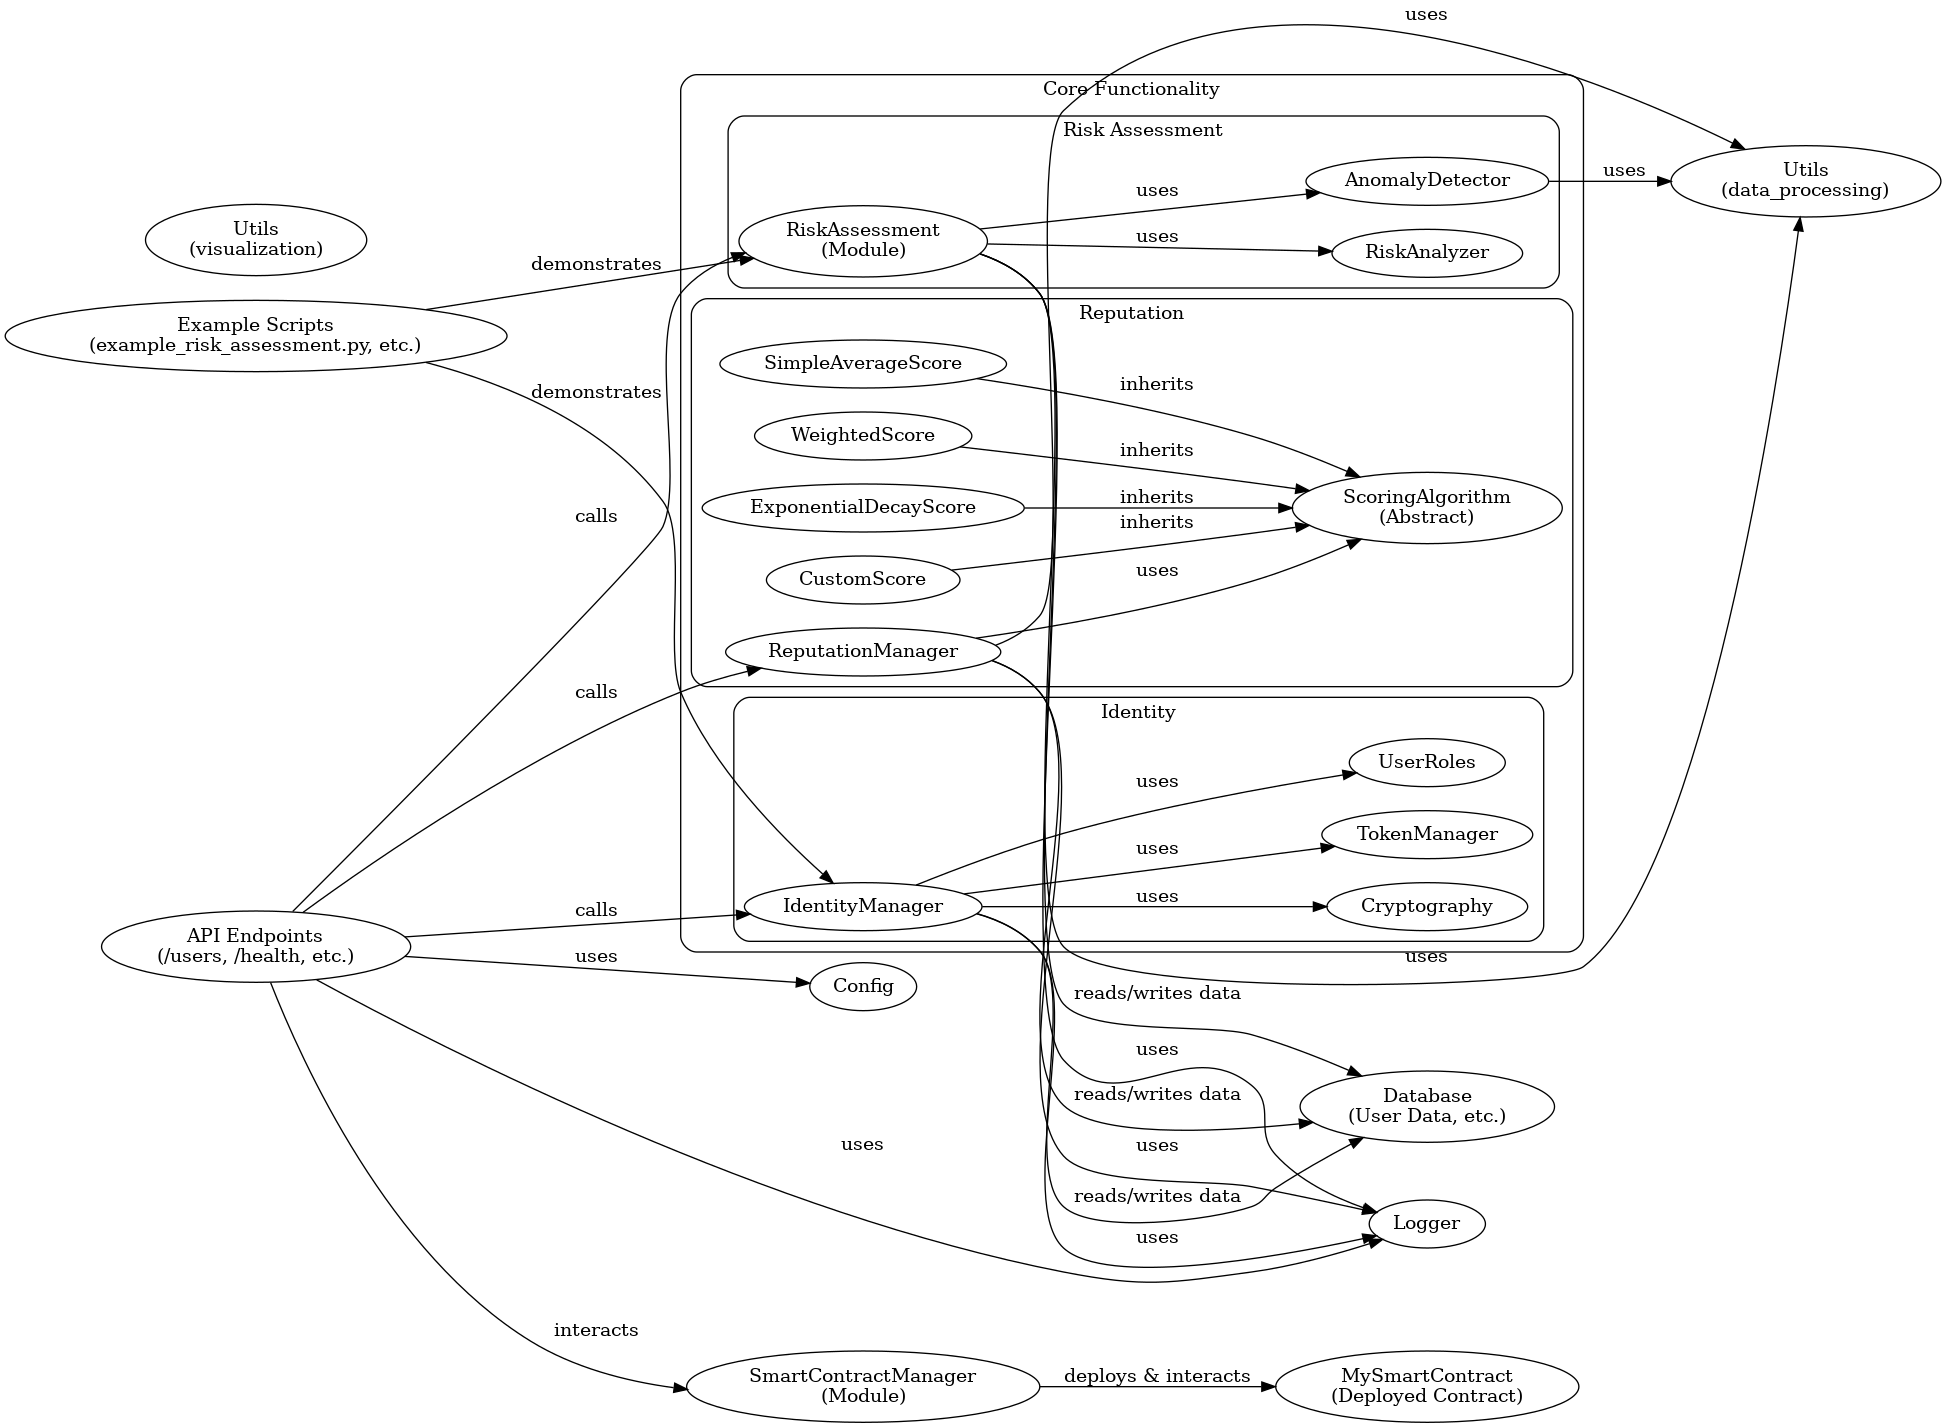 uses
Core Functionality
Risk Assessment
AnomalyDetector
uses
Utils
(data_processing)
uses
RiskAssessment
(Module)
uses
RiskAnalyzer
Utils
(visualization)
demonstrates
Example Scripts
(example_risk_assessment.py, etc.)
demonstrates
Reputation
SimpleAverageScore
inherits
WeightedScore
inherits
ExponentialDecayScore
inherits
ScoringAlgorithm
(Abstract)
inherits
calls
CustomScore
uses
ReputationManager
calls
Identity
UserRoles
uses
TokenManager
uses
IdentityManager
uses
Cryptography
calls
API Endpoints
(/users, /health, etc.)
uses
Config
uses
reads/writes data
uses
reads/writes data
Database
(User Data, etc.)
uses
uses
reads/writes data
Logger
uses
interacts
SmartContractManager
(Module)
deploys & interacts
MySmartContract
(Deployed Contract)